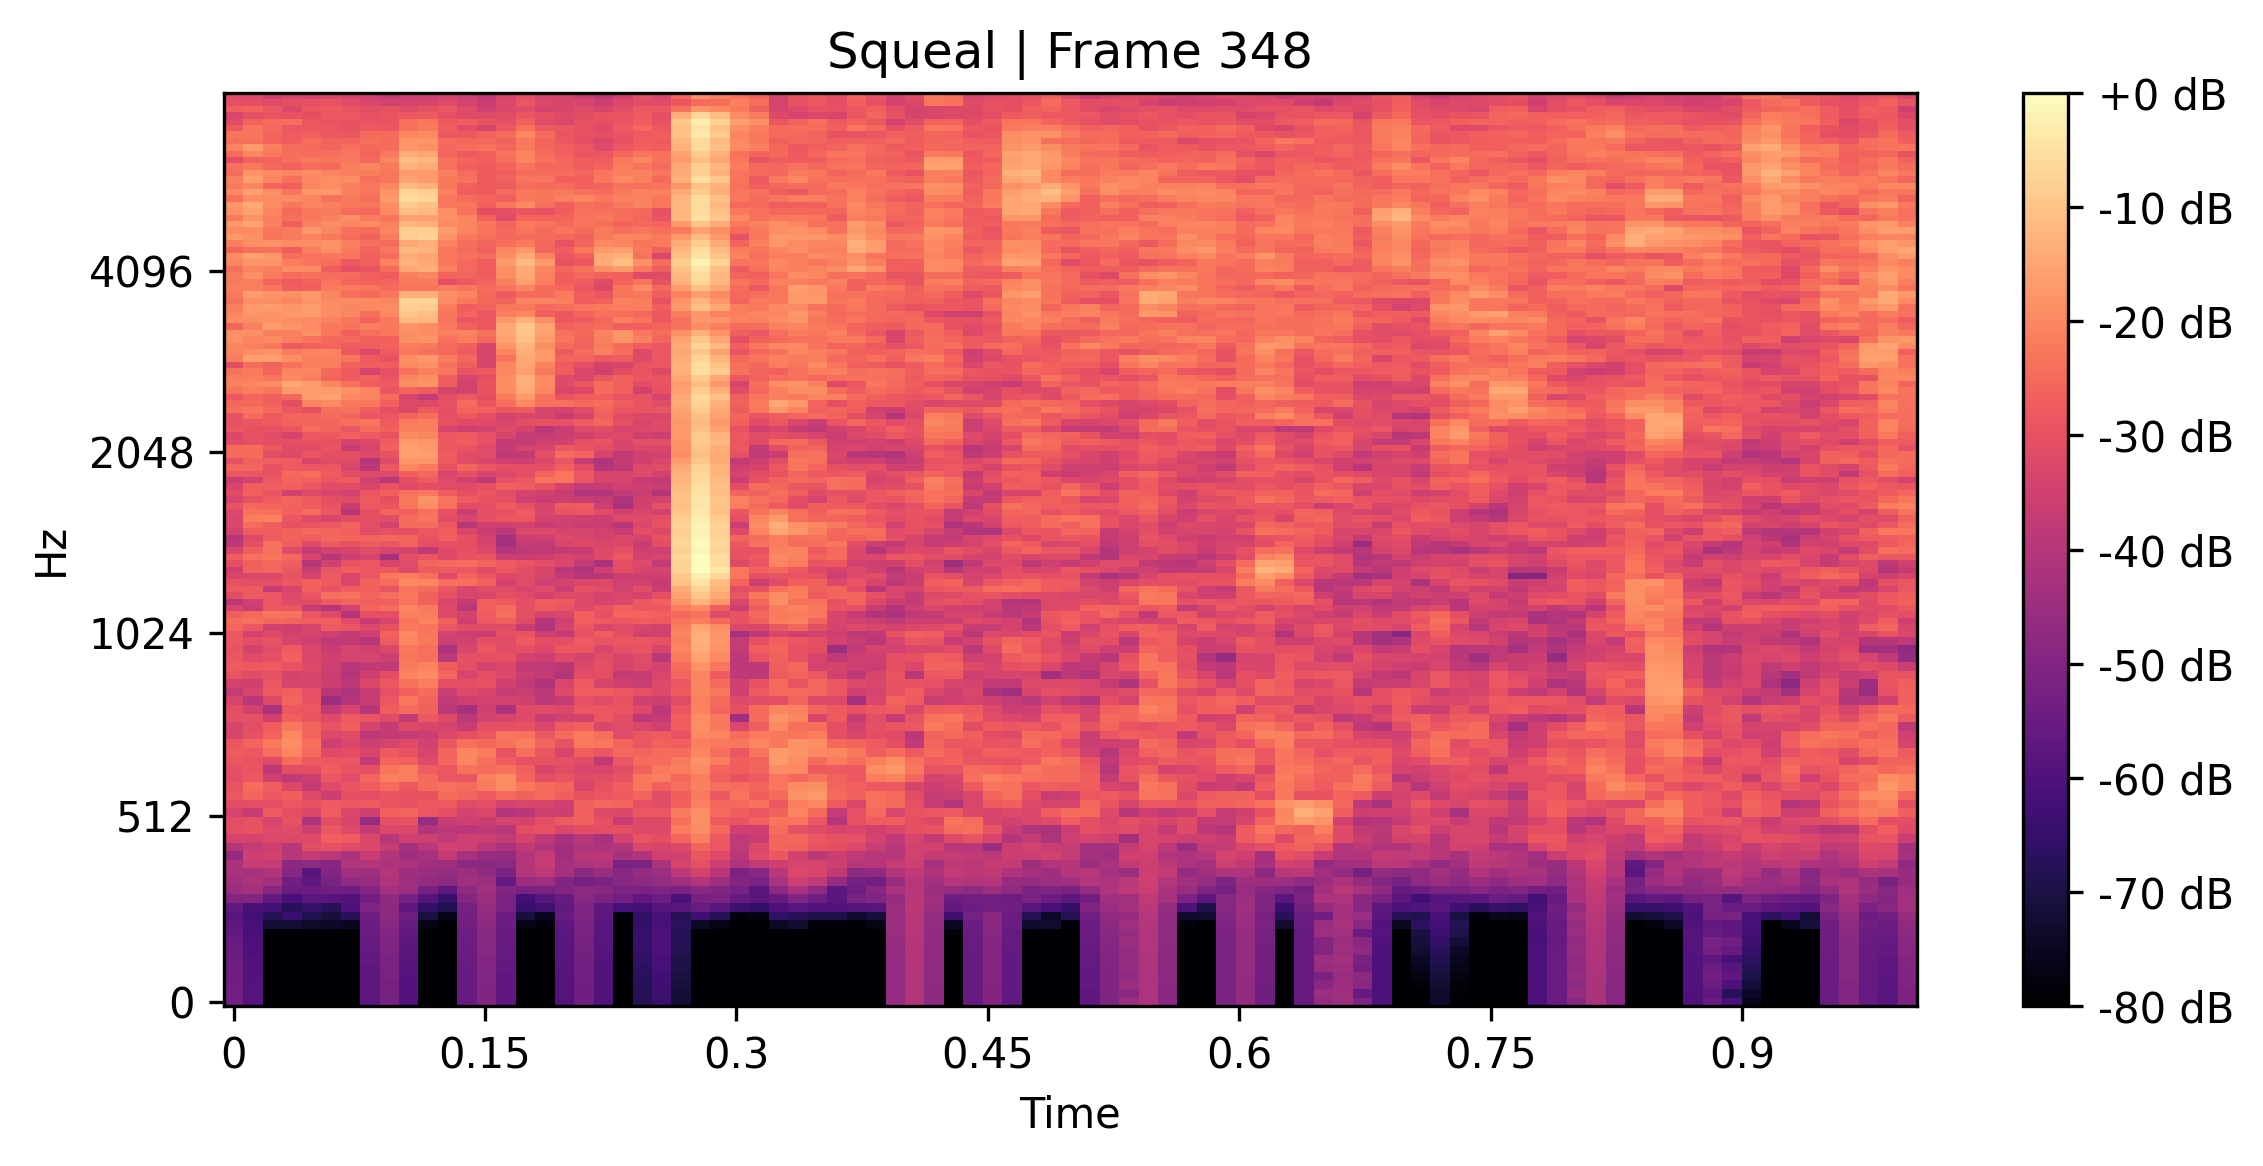 Squeal | Frame 348
+0 dB
-10 dB
-20 dB
-30 dB
-40 dB
-50 dB
-60 dB
-70 dB
-80 dB
Hz
4096
2048
1024
512
0
0 0.15 0.3 0.45 0.6 0.75 0.9
Time